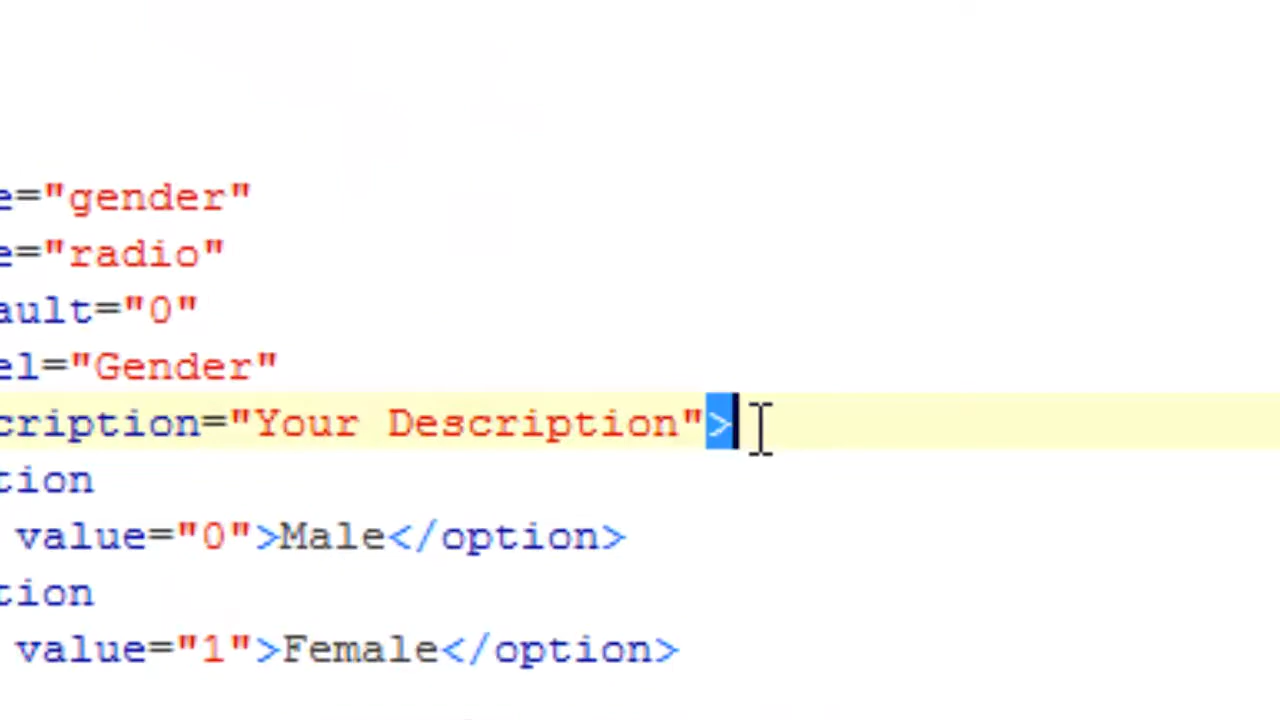 e="gender"
e="radio"
ault="0"
el="Gender"
cription="Your Description">
tion
value="0">Male</option>
tion
value="1">Female</option>